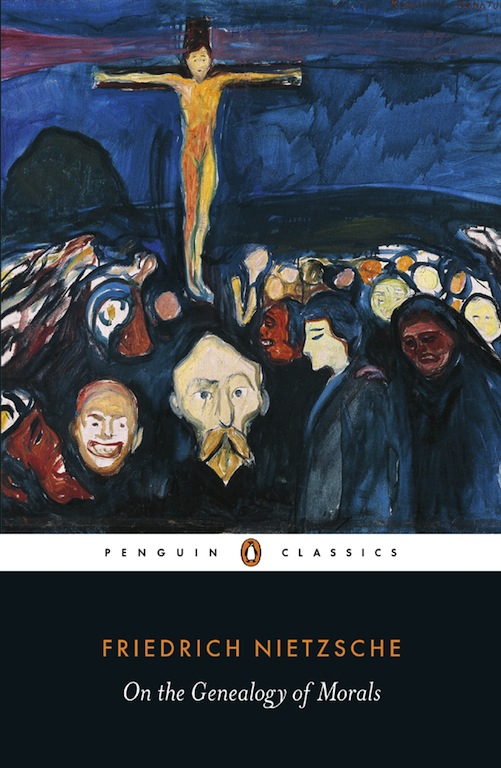 PENGUIN CLASSICS
FRIEDRICH NIETZSCHE
On the Genealogy of Morals